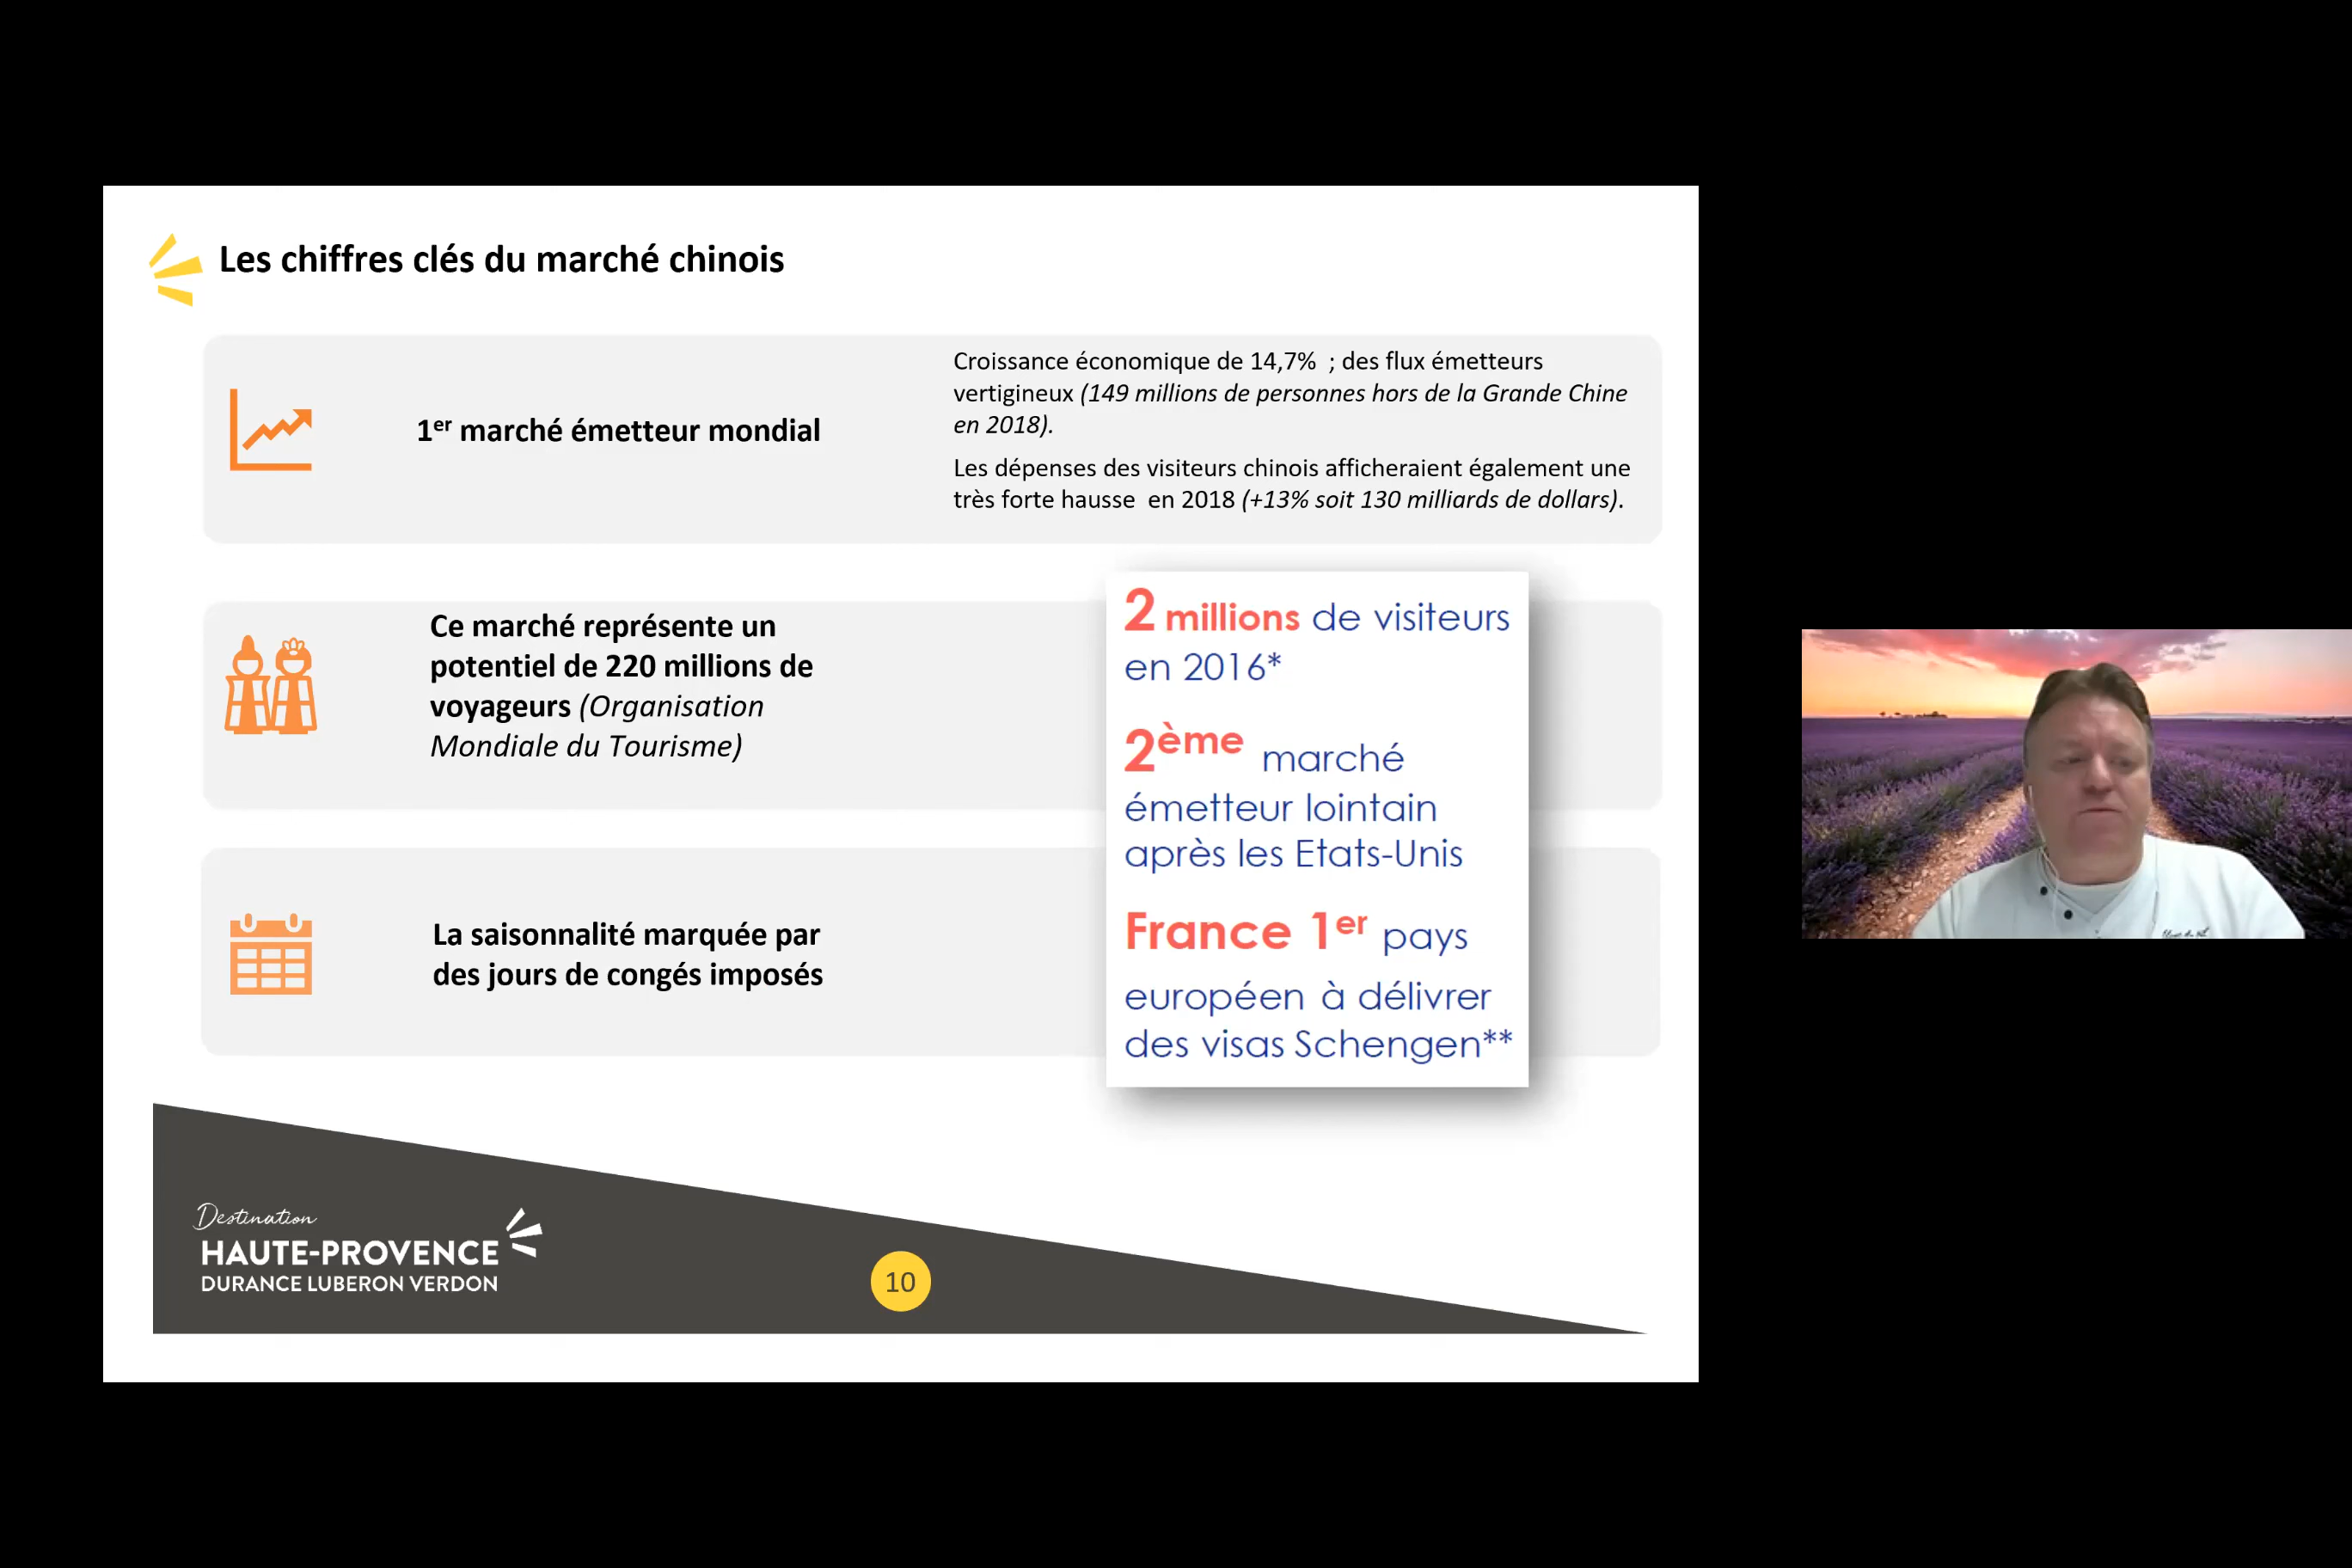 Les chiffres clés du marché chinois
1er marché émetteur mondial
Croissance économique de 14,7% ; des flux émetteurs
vertigineux (149 millions de personnes hors de la Grande Chine
en 2018).
Les dépenses des visiteurs chinois afficheraient également une
très forte hausse en 2018 (+13% soit 130 milliards de dollars).
Ce marché représente un
potentiel de 220 millions de
voyageurs (Organisation
Mondiale du Tourisme)
La saisonnalité marquée par
des jours de congés imposés
2 millions de visiteurs
en 2016*
2ème marché
émetteur lointain
après les Etats-Unis
France 1er pays
européen à délivrer
des visas Schengen**
Destination
HAUTE-PROVENCE
DURANCE LUBERON VERDON
10